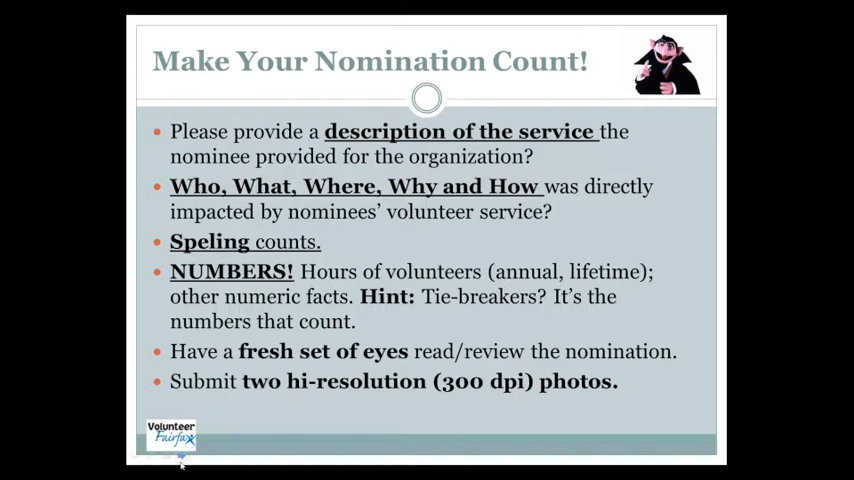 Make Your Nomination Count!
Please provide a description of the service the
nominee provided for the organization?
Who, What, Where, Why and How was directly
impacted by nominees' volunteer service?
Speling counts.
NUMBERS! Hours of volunteers (annual, lifetime);
other numeric facts. Hint: Tie-breakers? It's the
numbers that count.
Have a fresh set of eyes read/review the nomination.
Submit two hi-resolution (300 dpi) photos.
Volunteer
Fairfax